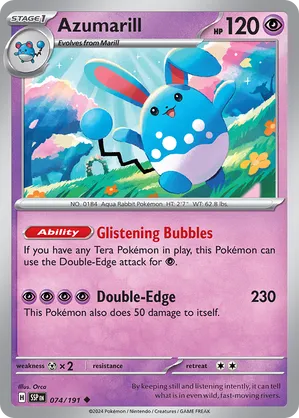 STAGE 1
Azumarill
HP 120
Evolves from Marill
NO. 0184 Aqua Rabbit Pokémon HT: 2'7" WT: 62.8 lbs.
Ability Glistening Bubbles
If you have any Tera Pokémon in play, this Pokémon can
use the Double-Edge attack for .
Double-Edge 230
This Pokémon also does 50 damage to itself.
weakness ×2 resistance retreat
Illus. Orca
H SSP EN 074/191
By keeping still and listening intently, it can tell
what is in even wild, fast-moving rivers.
©2024 Pokémon / Nintendo / Creatures / GAME FREAK